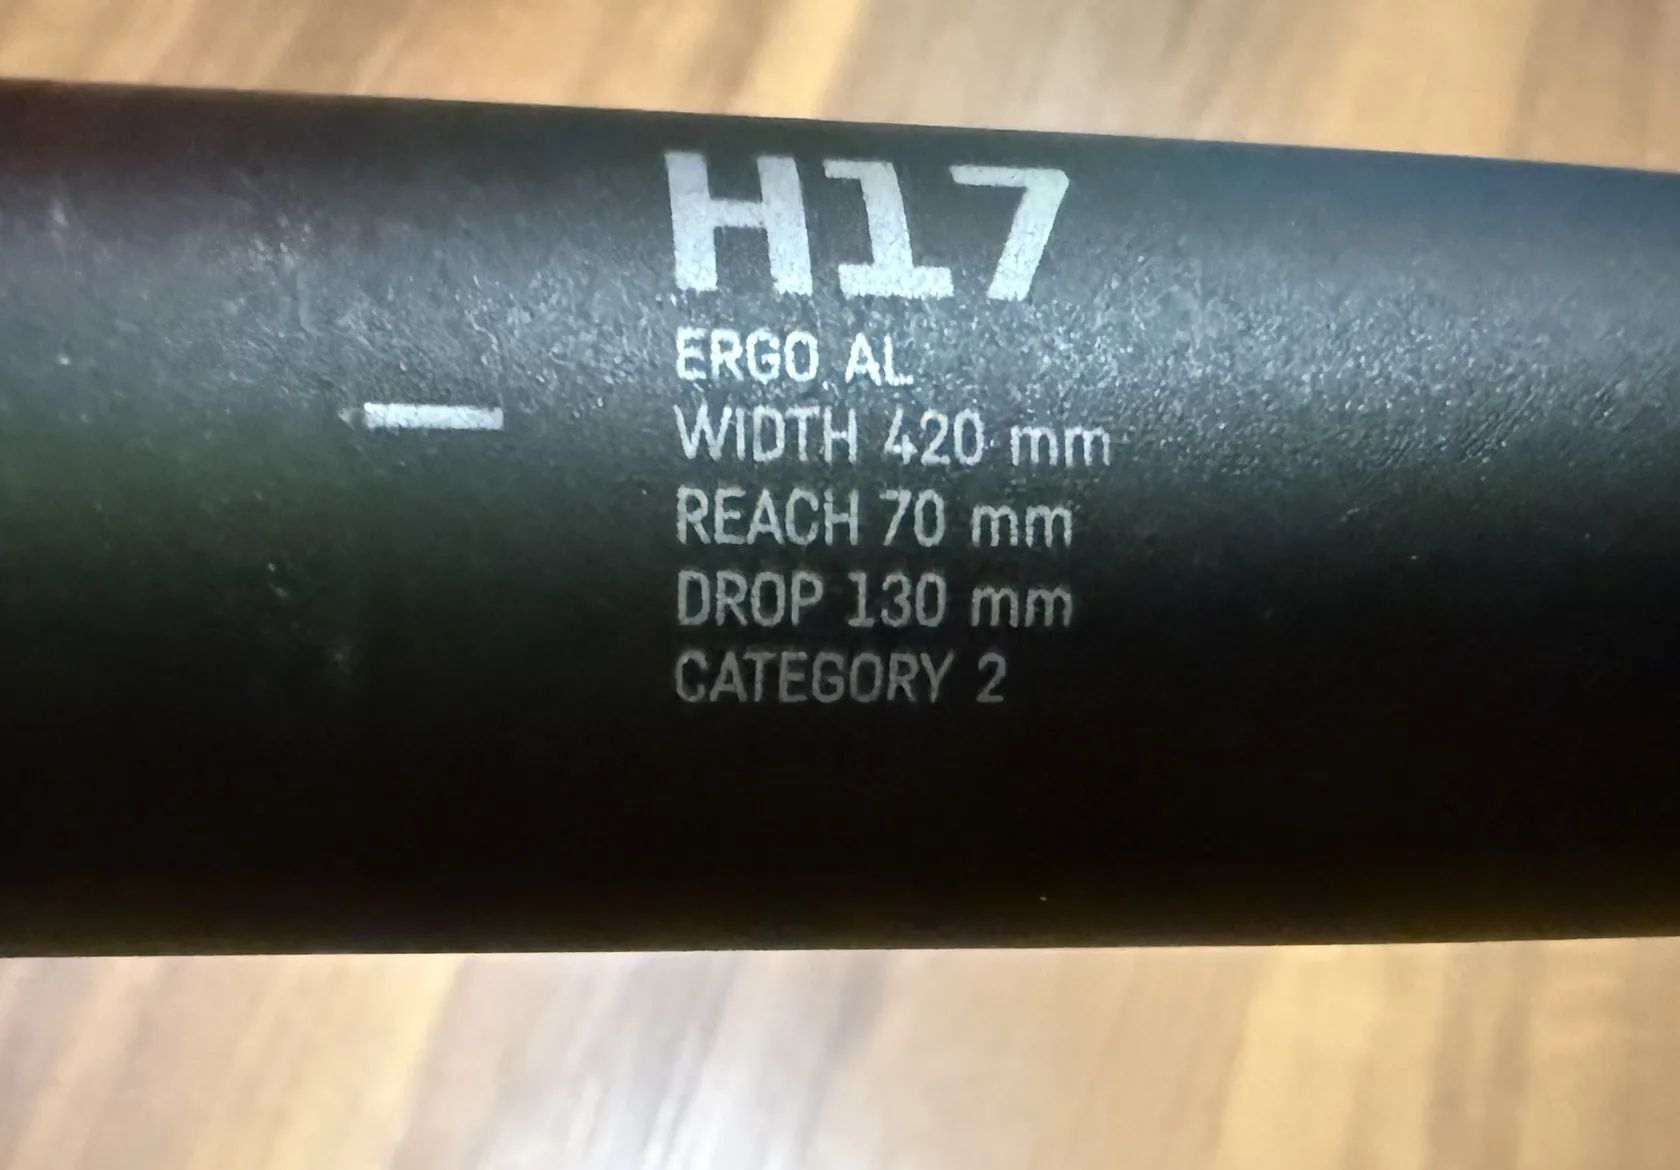 H17
ERGO AL
WIDTH 420 mm
REACH 70 mm
DROP 130 mm
CATEGORY 2